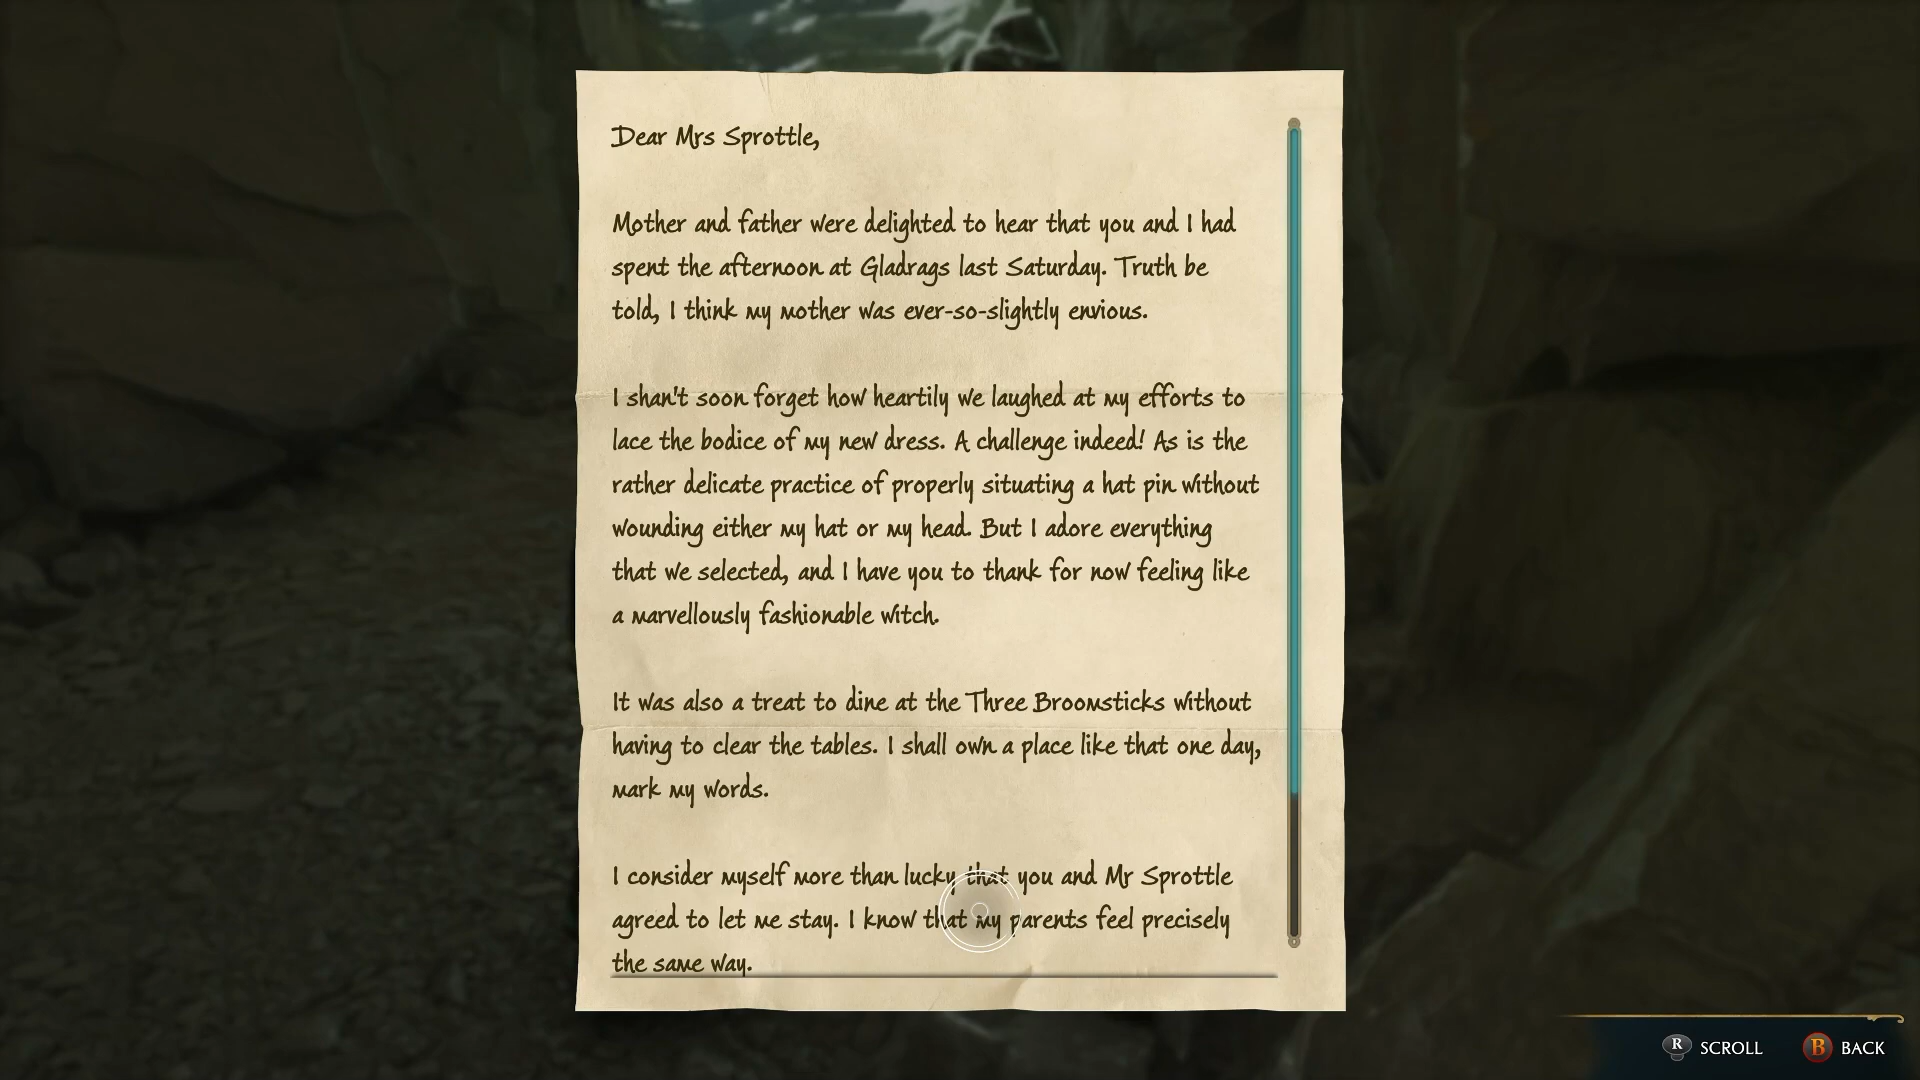 Dear Mrs Sprottle,
Mother and father were delighted to hear that you and I had
spent the afternoon at Gladrags last Saturday. Truth be
told, I think my mother was ever-so-slightly envious.
I shan't soon forget how heartily we laughed at my efforts to
lace the bodice of my new dress. A challenge indeed! As is the
rather delicate practice of properly situating a hat pin without
wounding either my hat or my head. But I adore everything
that we selected, and I have you to thank for now feeling like
a marvellously fashionable witch.
It was also a treat to dine at the Three Broomsticks without
having to clear the tables. I shall own a place like that one day,
mark my words.
I consider myself more than lucky that you and Mr Sprottle
agreed to let me stay. I know that my parents feel precisely
the same way.
R SCROLL B BACK